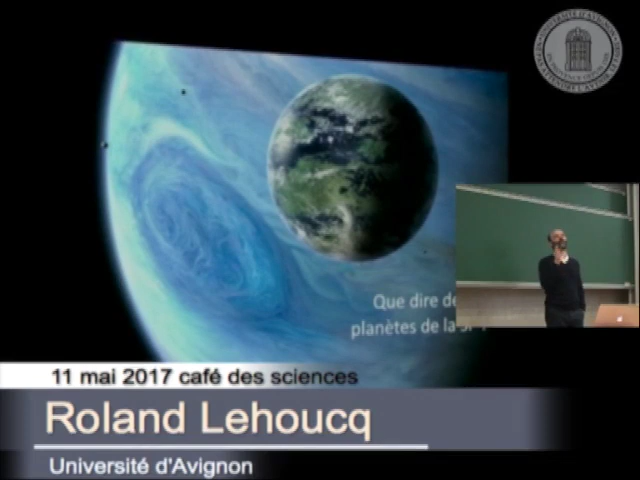 Que dire de
planètes de la
11 mai 2017 café des sciences
Roland Lehoucq
Université d'Avignon